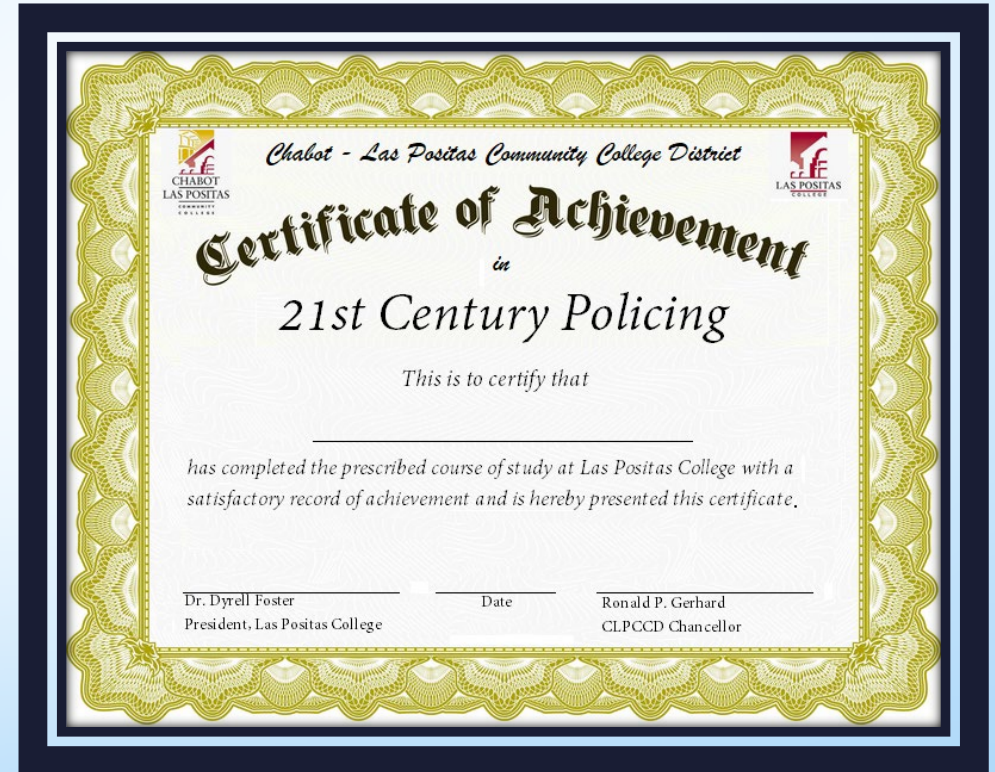 CHABOT
LAS POSITAS
COMMUNITY
COLLEGE
Chabot - Las Positas Community College District
LAS POSITAS
COLLEGE
Certificate of Achievement
in
21st Century Policing
This is to certify that
has completed the prescribed course of study at Las Positas College with a
satisfactory record of achievement and is hereby presented this certificate.
Dr. Dyrell Foster
President, Las Positas College
Date
Ronald P. Gerhard
CLPCCD Chancellor